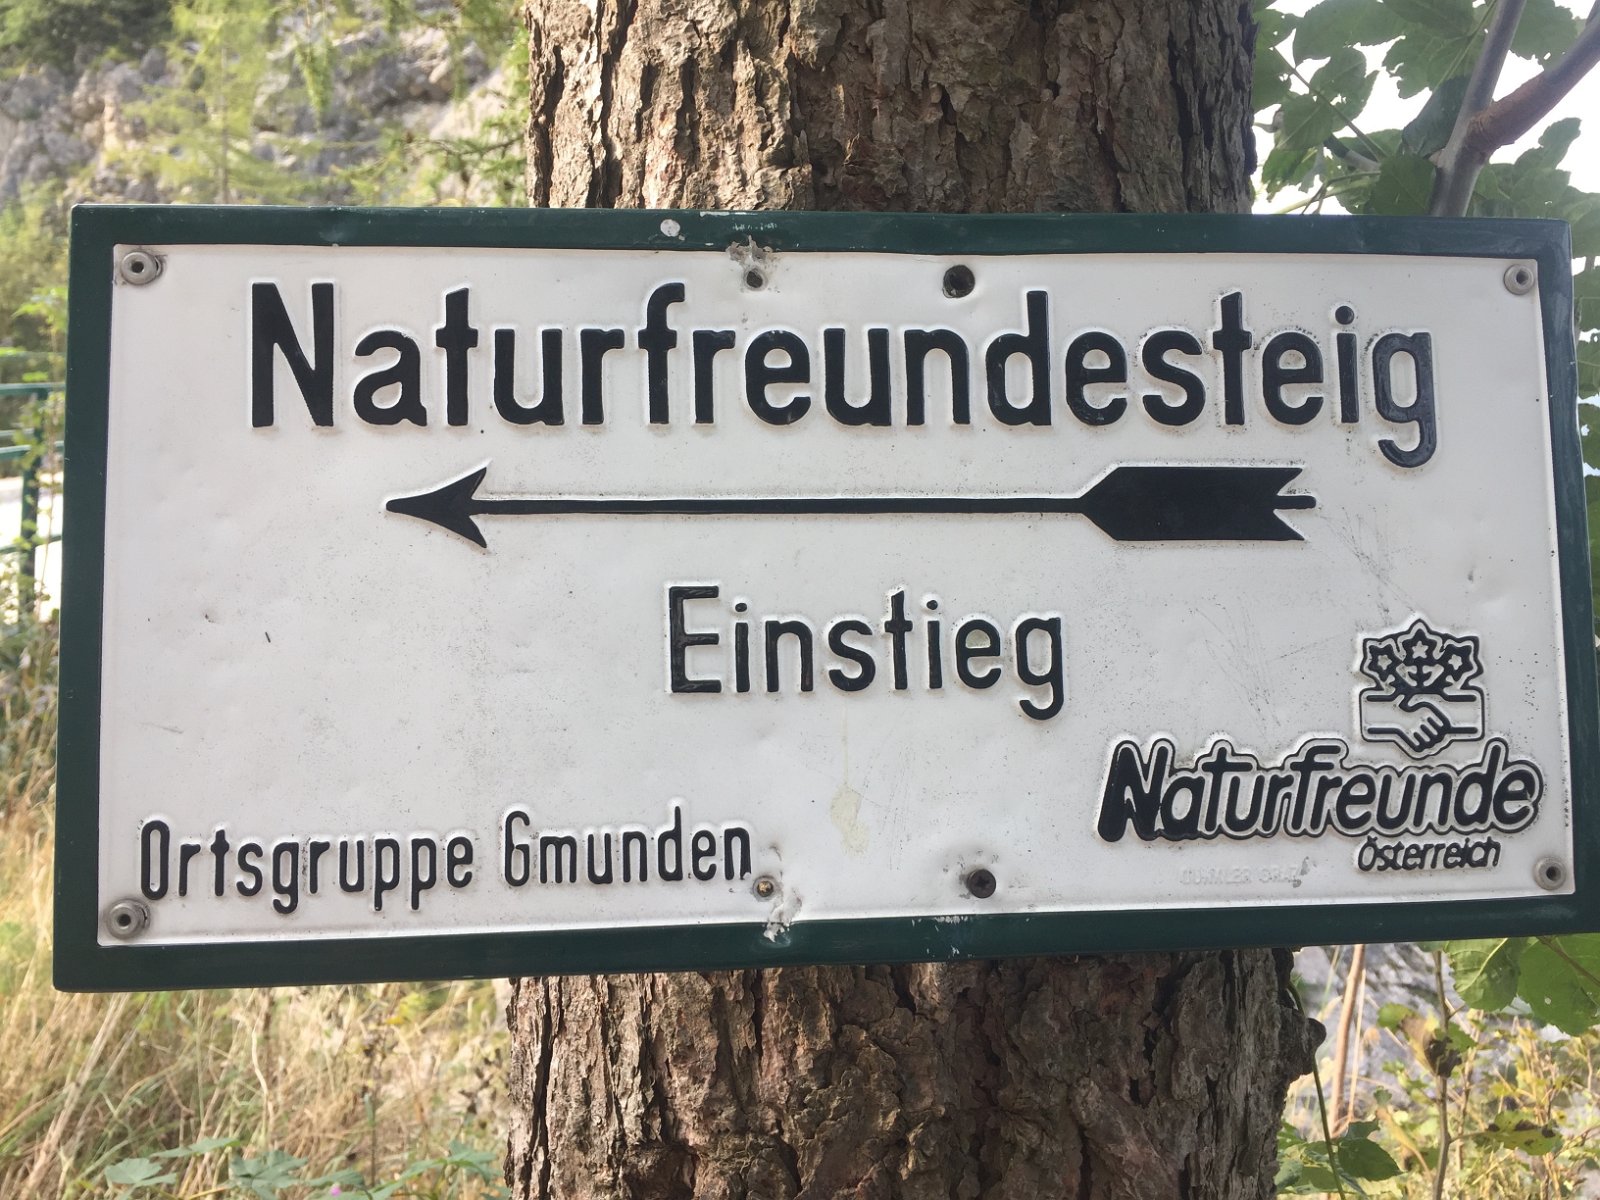 Naturfreundesteig
Einstieg
Naturfreunde
Österreich
Ortsgruppe Gmunden